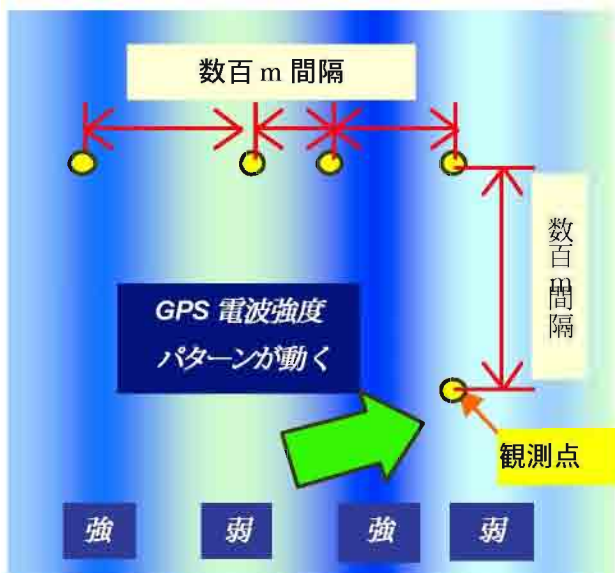 数百m間隔
数百m間隔
GPS 電波強度
パターンが動く
観測点
強
弱
強
弱